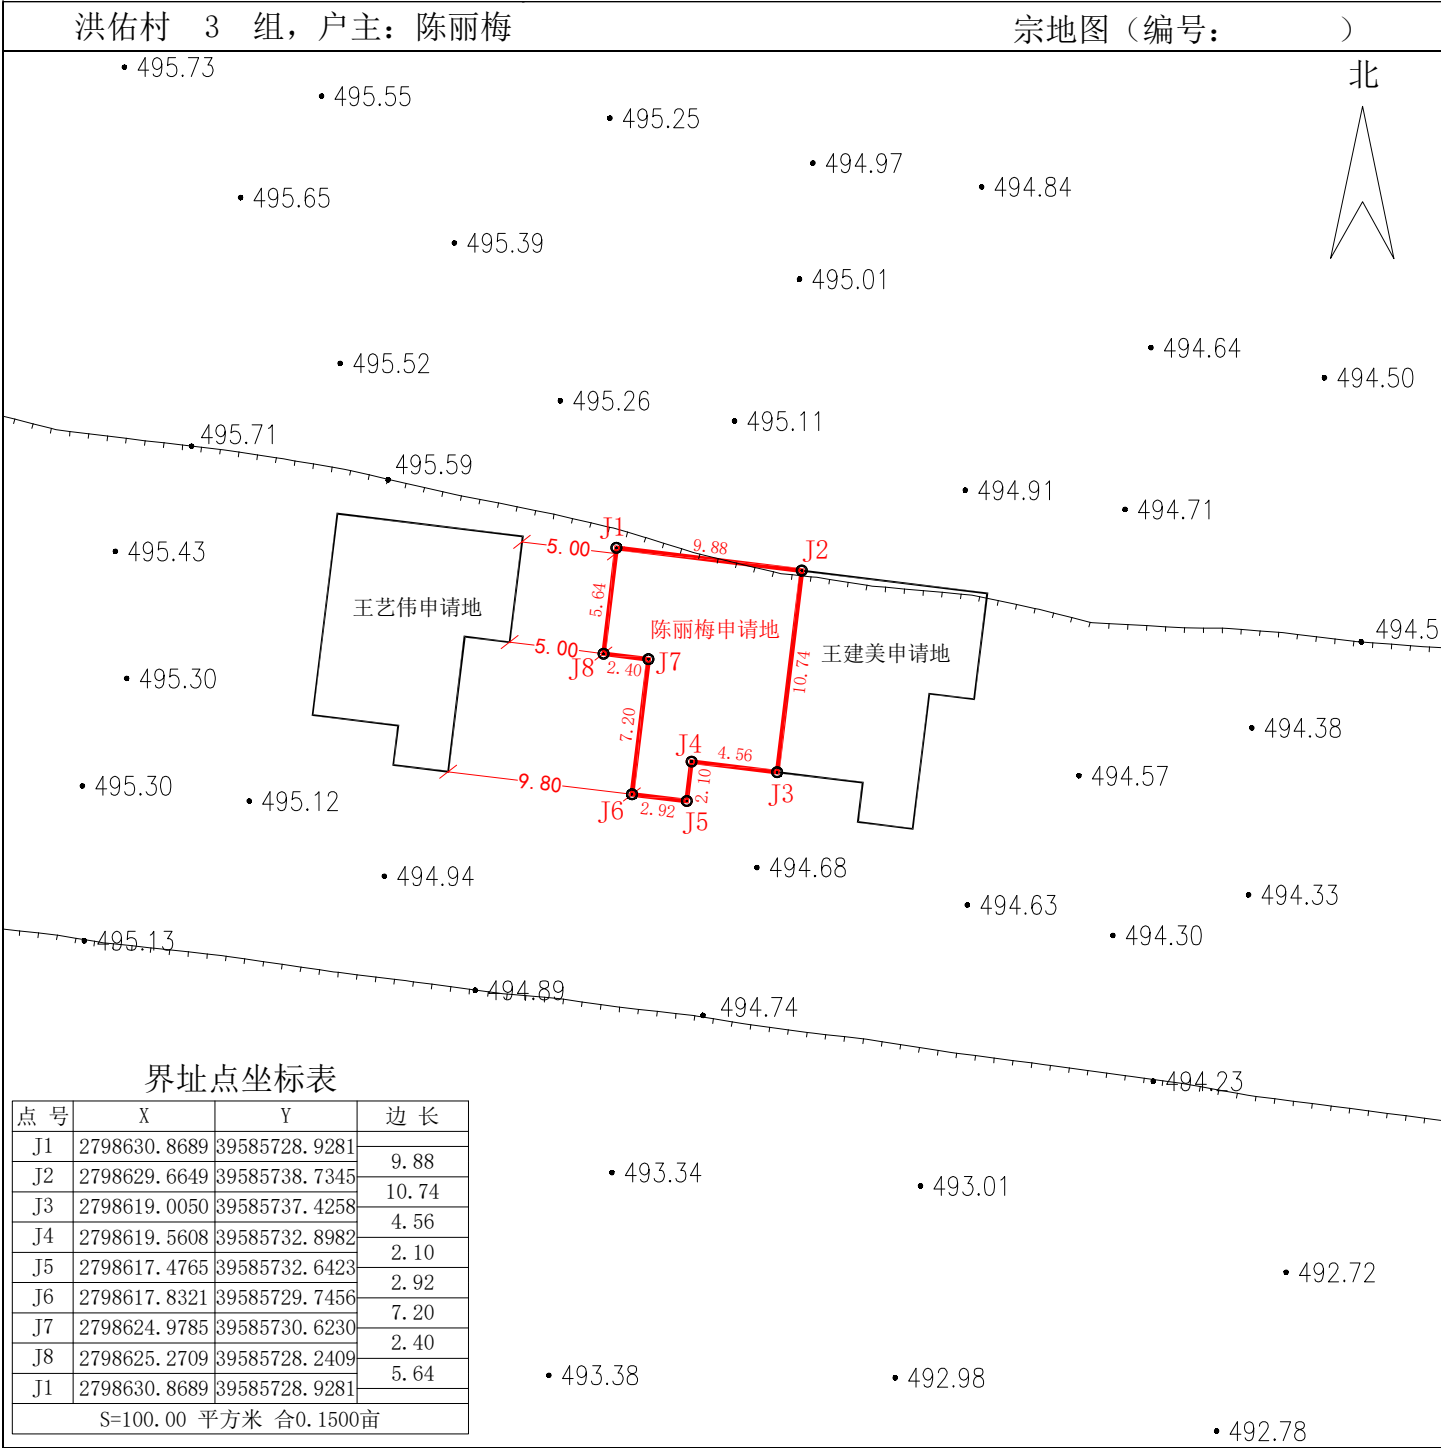 洪佑村 3 组，户主：陈丽梅 宗地图（编号： ）
北
495.73
495.55
495.25
494.97
494.84
495.65
495.39
495.01
494.64
494.50
495.52
495.26
495.11
495.71
495.59
494.91
494.71
495.43
J1
9.88
J2
5.00
5.64
王艺伟申请地
陈丽梅申请地
王建美申请地
494.5
5.00
J8
2.40
J7
10.74
495.30
7.20
494.38
J4
4.56
494.57
495.30
495.12
9.80
J6
2.92
2.10
J5
J3
494.94
494.68
494.63
494.33
494.30
495.13
494.89
494.74
494.23
493.34
493.01
492.72
493.38
492.98
492.78
界址点坐标表
点 号 X Y 边 长
J1 2798630.8689 39585728.9281
9.88
J2 2798629.6649 39585738.7345
10.74
J3 2798619.0050 39585737.4258
4.56
J4 2798619.5608 39585732.8982
2.10
J5 2798617.4765 39585732.6423
2.92
J6 2798617.8321 39585729.7456
7.20
J7 2798624.9785 39585730.6230
2.40
J8 2798625.2709 39585728.2409
5.64
J1 2798630.8689 39585728.9281
S=100.00 平方米 合0.1500亩